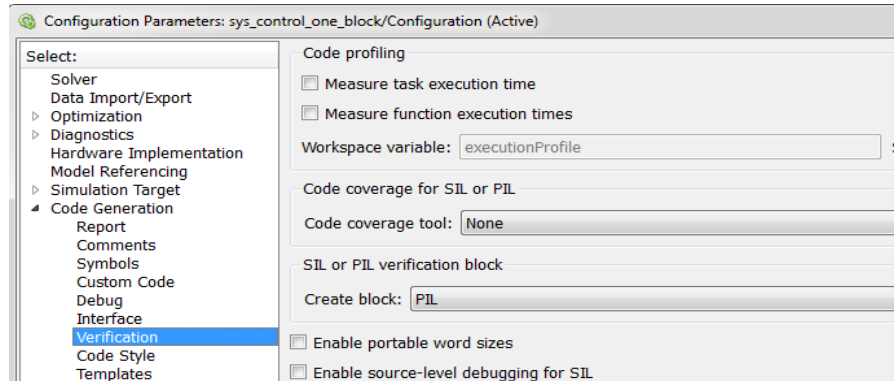 Configuration Parameters: sys_control_one_block/Configuration (Active)
Select:
Solver
Data Import/Export
Optimization
Diagnostics
Hardware Implementation
Model Referencing
Simulation Target
Code Generation
Report
Comments
Symbols
Custom Code
Debug
Interface
Verification
Code Style
Templates
Code profiling
Measure task execution time
Measure function execution times
Workspace variable: executionProfile
Code coverage for SIL or PIL
Code coverage tool: None
SIL or PIL verification block
Create block: PIL
Enable portable word sizes
Enable source-level debugging for SIL